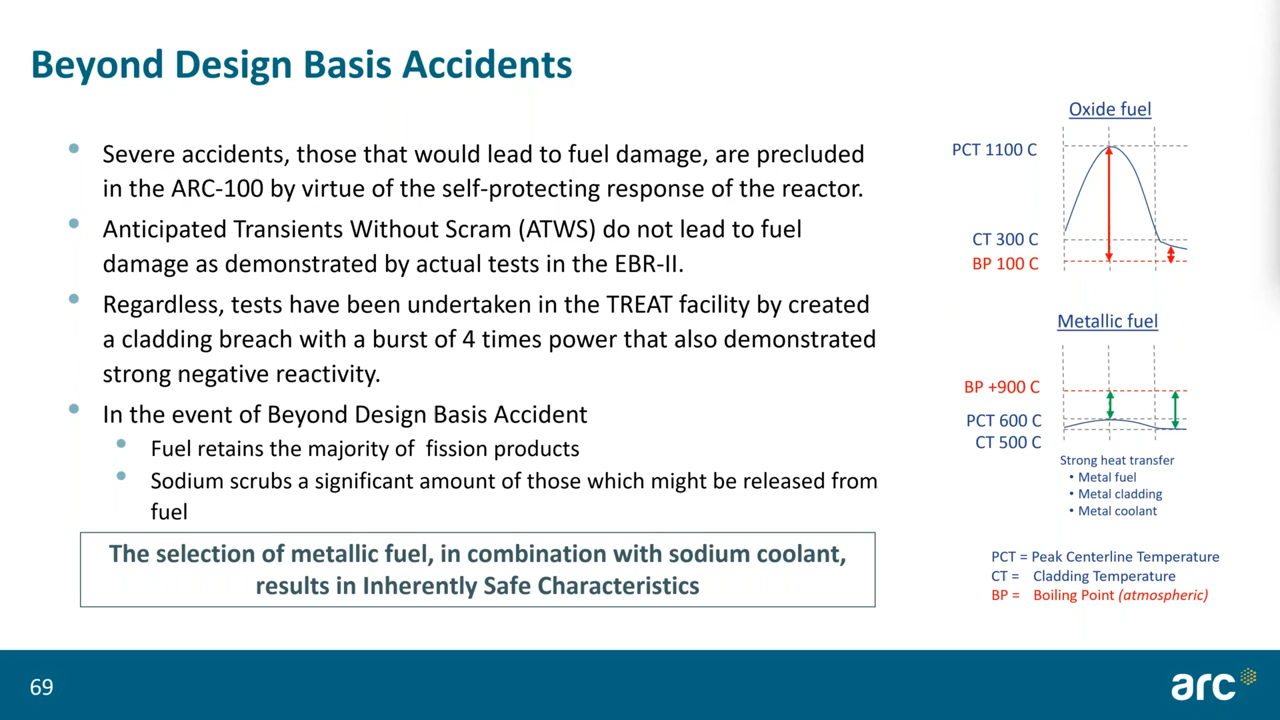 Beyond Design Basis Accidents
• Severe accidents, those that would lead to fuel damage, are precluded
in the ARC-100 by virtue of the self-protecting response of the reactor.
• Anticipated Transients Without Scram (ATWS) do not lead to fuel
damage as demonstrated by actual tests in the EBR-II.
• Regardless, tests have been undertaken in the TREAT facility by created
a cladding breach with a burst of 4 times power that also demonstrated
strong negative reactivity.
• In the event of Beyond Design Basis Accident
• Fuel retains the majority of fission products
• Sodium scrubs a significant amount of those which might be released from
fuel
The selection of metallic fuel, in combination with sodium coolant,
results in Inherently Safe Characteristics
Oxide fuel
PCT 1100 C
CT 300 C
BP 100 C
Metallic fuel
BP +900 C
PCT 600 C
CT 500 C
Strong heat transfer
• Metal fuel
• Metal cladding
• Metal coolant
PCT = Peak Centerline Temperature
CT = Cladding Temperature
BP = Boiling Point (atmospheric)
69
arc